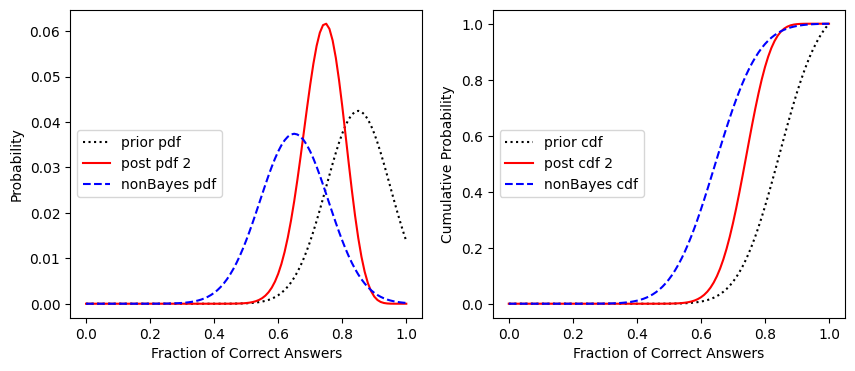 0.06
0.05
0.04
0.03
0.02
0.01
0.00
Probability
prior pdf
post pdf 2
nonBayes pdf
0.0 0.2 0.4 0.6 0.8 1.0
Fraction of Correct Answers
1.0
0.8
0.6
0.4
0.2
0.0
Cumulative Probability
prior cdf
post cdf 2
nonBayes cdf
0.0 0.2 0.4 0.6 0.8 1.0
Fraction of Correct Answers